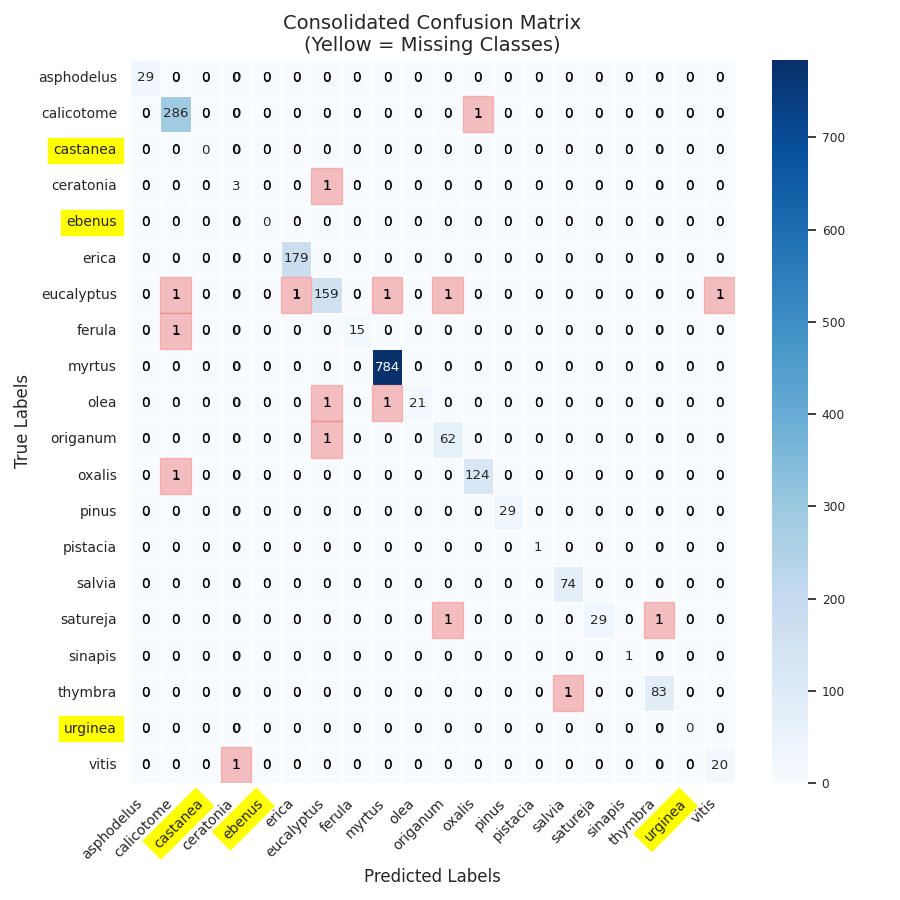 Consolidated Confusion Matrix
(Yellow = Missing Classes)
True Labels
asphodelus 29 0 0 0 0 0 0 0 0 0 0 0 0 0 0 0 0 0 0 0
calicotome 0 286 0 0 0 0 0 0 0 0 0 1 0 0 0 0 0 0 0 0
castanea 0 0 0 0 0 0 0 0 0 0 0 0 0 0 0 0 0 0 0 0
ceratonia 0 0 0 3 0 0 1 0 0 0 0 0 0 0 0 0 0 0 0 0
ebenus 0 0 0 0 0 0 0 0 0 0 0 0 0 0 0 0 0 0 0 0
erica 0 0 0 0 0 179 0 0 0 0 0 0 0 0 0 0 0 0 0 0
eucalyptus 0 1 0 0 0 1 159 0 1 0 1 0 0 0 0 0 0 0 0 1
ferula 0 1 0 0 0 0 0 15 0 0 0 0 0 0 0 0 0 0 0 0
myrtus 0 0 0 0 0 0 0 0 784 0 0 0 0 0 0 0 0 0 0 0
olea 0 0 0 0 0 0 1 0 1 21 0 0 0 0 0 0 0 0 0 0
origanum 0 0 0 0 0 0 1 0 0 0 62 0 0 0 0 0 0 0 0 0
oxalis 0 1 0 0 0 0 0 0 0 0 0 124 0 0 0 0 0 0 0 0
pinus 0 0 0 0 0 0 0 0 0 0 0 0 29 0 0 0 0 0 0 0
pistacia 0 0 0 0 0 0 0 0 0 0 0 0 0 1 0 0 0 0 0 0
salvia 0 0 0 0 0 0 0 0 0 0 0 0 0 0 74 0 0 0 0 0
satureja 0 0 0 0 0 0 0 0 0 0 1 0 0 0 0 29 0 1 0 0
sinapis 0 0 0 0 0 0 0 0 0 0 0 0 0 0 0 0 1 0 0 0
thymbra 0 0 0 0 0 0 0 0 0 0 0 0 0 0 1 0 0 83 0 0
urginea 0 0 0 0 0 0 0 0 0 0 0 0 0 0 0 0 0 0 0 0
vitis 0 0 0 1 0 0 0 0 0 0 0 0 0 0 0 0 0 0 0 20
asphodelus calicotome castanea ceratonia ebenus erica eucalyptus ferula myrtus olea origanum oxalis pinus pistacia salvia satureja sinapis thymbra urginea vitis
Predicted Labels
700
600
500
400
300
200
100
0